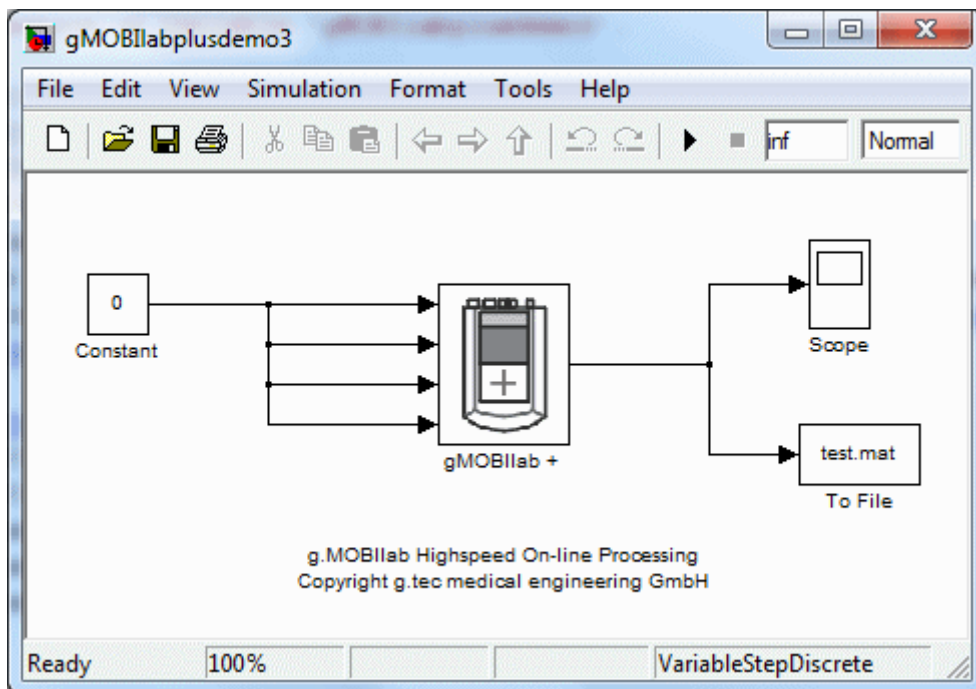 gMOBIlabplusdemo3
File Edit View Simulation Format Tools Help
inf Normal
0
Constant
gMOBIlab +
Scope
test.mat
To File
g.MOBIlab Highspeed On-line Processing
Copyright g.tec medical engineering GmbH
Ready 100% VariableStepDiscrete